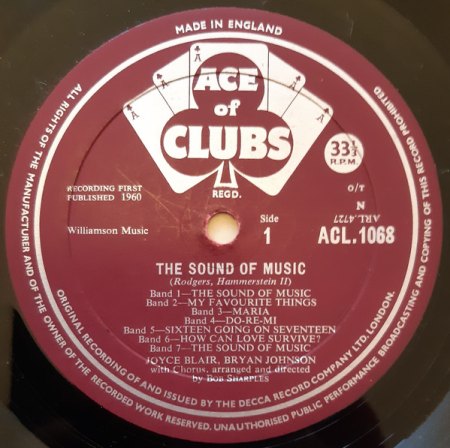 MADE IN ENGLAND
ALL RIGHTS OF THE MANUFACTURER AND OF THE OWNER OF THE RECORDED WORK RESERVED. UNAUTHORISED PUBLIC PERFORMANCE BROADCASTING AND COPYING OF THIS RECORD PROHIBITED
ORIGINAL RECORDING OF AND ISSUED BY THE DECCA RECORD COMPANY LTD. LONDON.
A A A A
ACE
of
CLUBS
REGD.
33⅓
R.P.M.
RECORDING FIRST
PUBLISHED 1960
O/T
N
ARL.4727
Williamson Music
Side
1
ACL.1068
THE SOUND OF MUSIC
(Rodgers, Hammerstein II)
Band 1—THE SOUND OF MUSIC
Band 2—MY FAVOURITE THINGS
Band 3—MARIA
Band 4—DO-RE-MI
Band 5—SIXTEEN GOING ON SEVENTEEN
Band 6—HOW CAN LOVE SURVIVE?
Band 7—THE SOUND OF MUSIC
JOYCE BLAIR, BRYAN JOHNSON
with Chorus, arranged and directed
by BOB SHARPLES